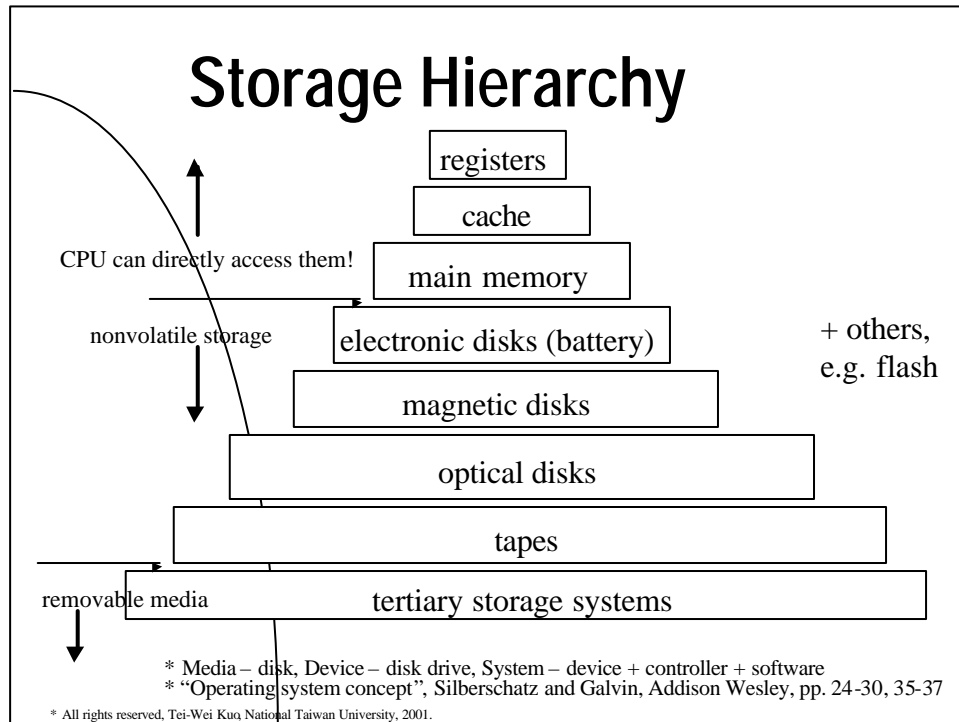 Storage Hierarchy
registers
cache
CPU can directly access them!
main memory
nonvolatile storage
electronic disks (battery)
+ others,
e.g. flash
magnetic disks
optical disks
tapes
removable media
tertiary storage systems
* Media – disk, Device – disk drive, System – device + controller + software
* “Operating system concept”, Silberschatz and Galvin, Addison Wesley, pp. 24-30, 35-37
* All rights reserved, Tei-Wei Kuo, National Taiwan University, 2001.